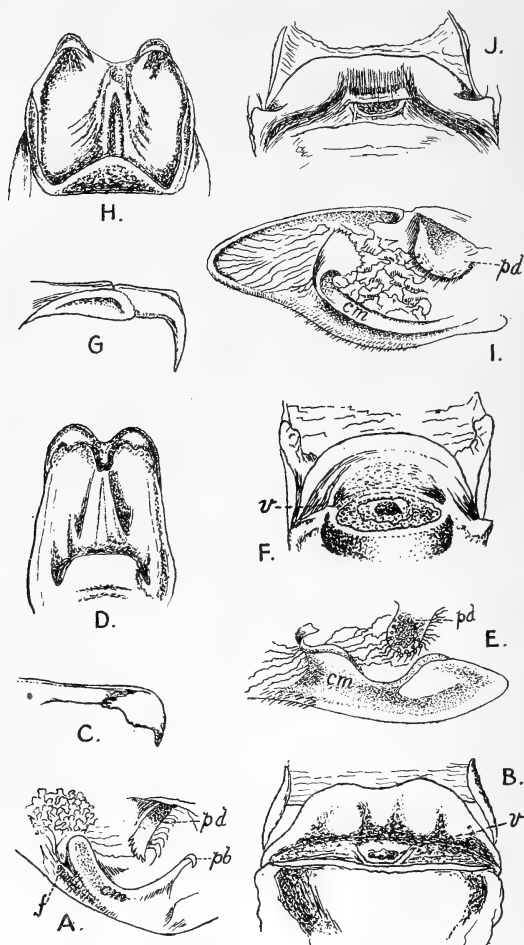 J.
H.
pd
cm
I.
G
v
F.
D.
pd
E.
cm
C.
B.
v
pd
pb
cm
f
A.